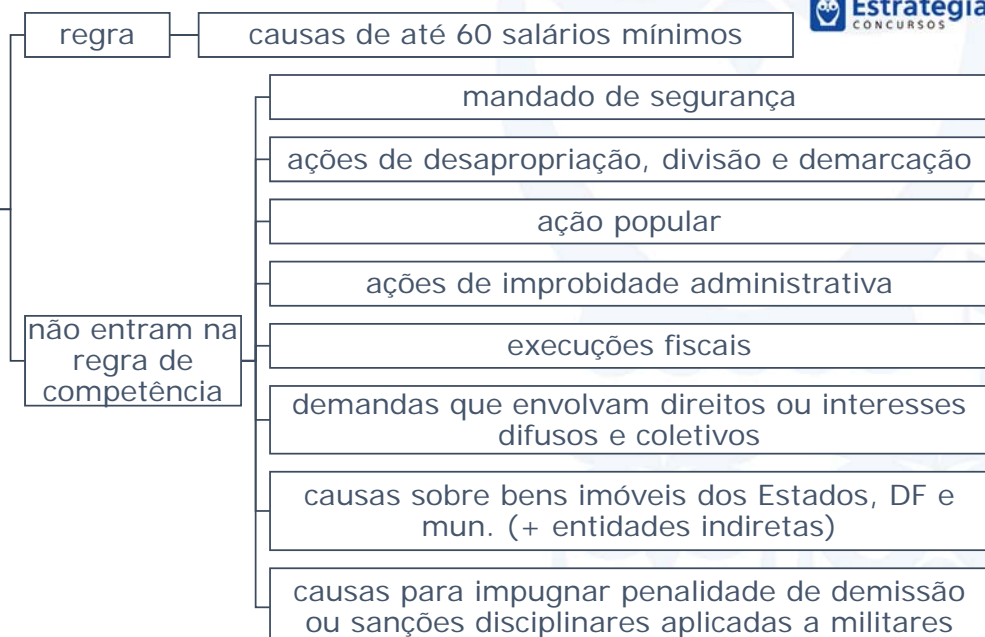 Estratégia
CONCURSOS
regra
causas de até 60 salários mínimos
mandado de segurança
ações de desapropriação, divisão e demarcação
ação popular
ações de improbidade administrativa
não entram na
regra de
competência
execuções fiscais
demandas que envolvam direitos ou interesses
difusos e coletivos
causas sobre bens imóveis dos Estados, DF e
mun. (+ entidades indiretas)
causas para impugnar penalidade de demissão
ou sanções disciplinares aplicadas a militares